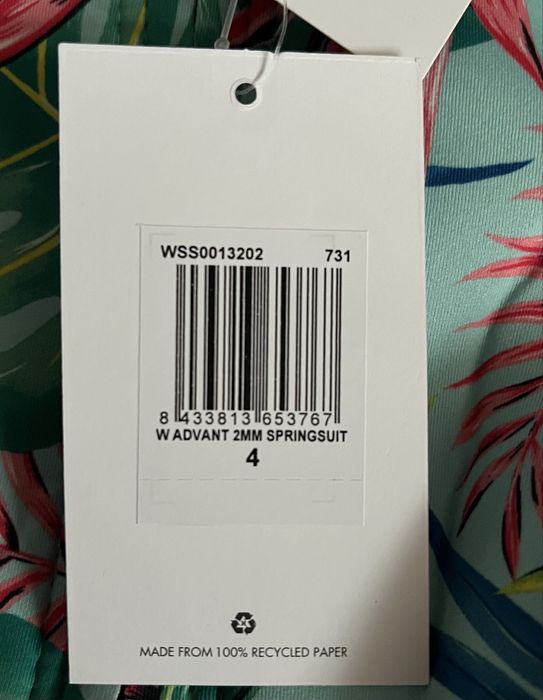 WSS0013202 731
8 433813 653767
W ADVANT 2MM SPRINGSUIT
4
MADE FROM 100% RECYCLED PAPER